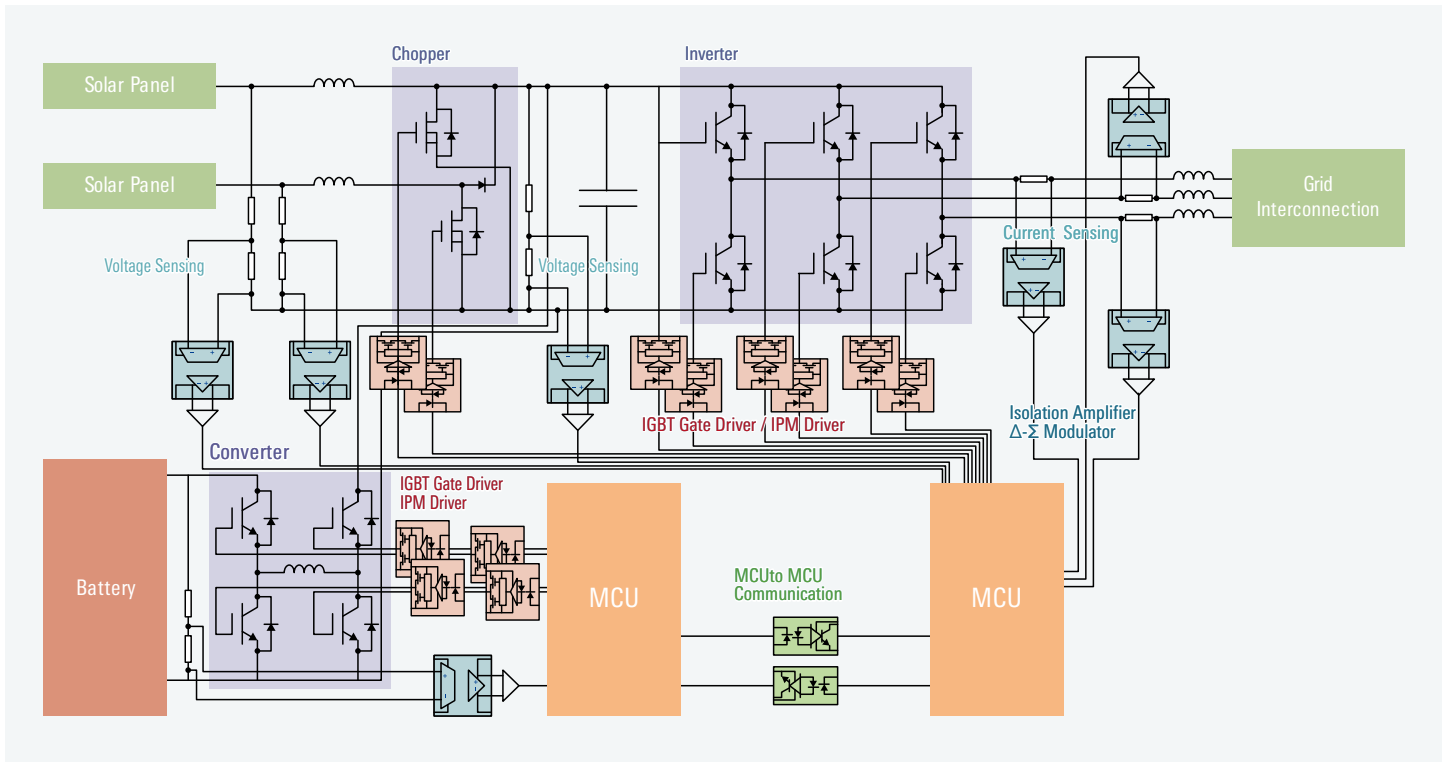 Chopper
Inverter
Solar Panel
Solar Panel
Grid
Interconnection
Voltage Sensing
Voltage Sensing
Current Sensing
IGBT Gate Driver / IPM Driver
Isolation Amplifier
Δ-Σ Modulator
Converter
IGBT Gate Driver
IPM Driver
Battery
MCU
MCUto MCU
Communication
MCU